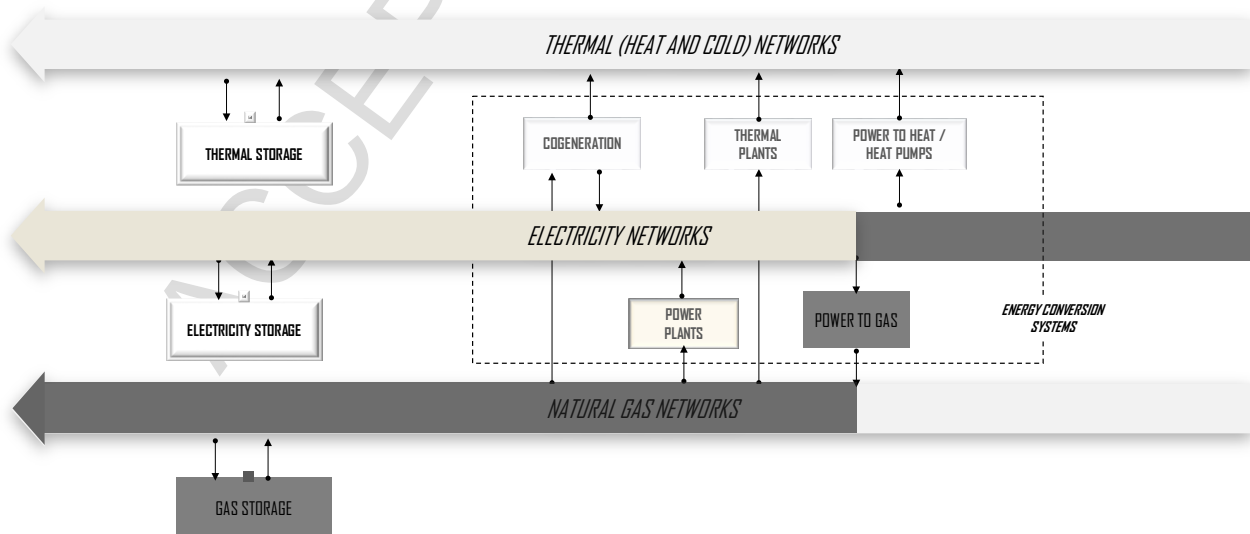 THERMAL (HEAT AND COLD) NETWORKS
COGENERATION
THERMAL
PLANTS
POWER TO HEAT /
HEAT PUMPS
THERMAL STORAGE
ELECTRICITY NETWORKS
ELECTRICITY STORAGE
POWER
PLANTS
POWER TO GAS
ENERGY CONVERSION
SYSTEMS
NATURAL GAS NETWORKS
GAS STORAGE